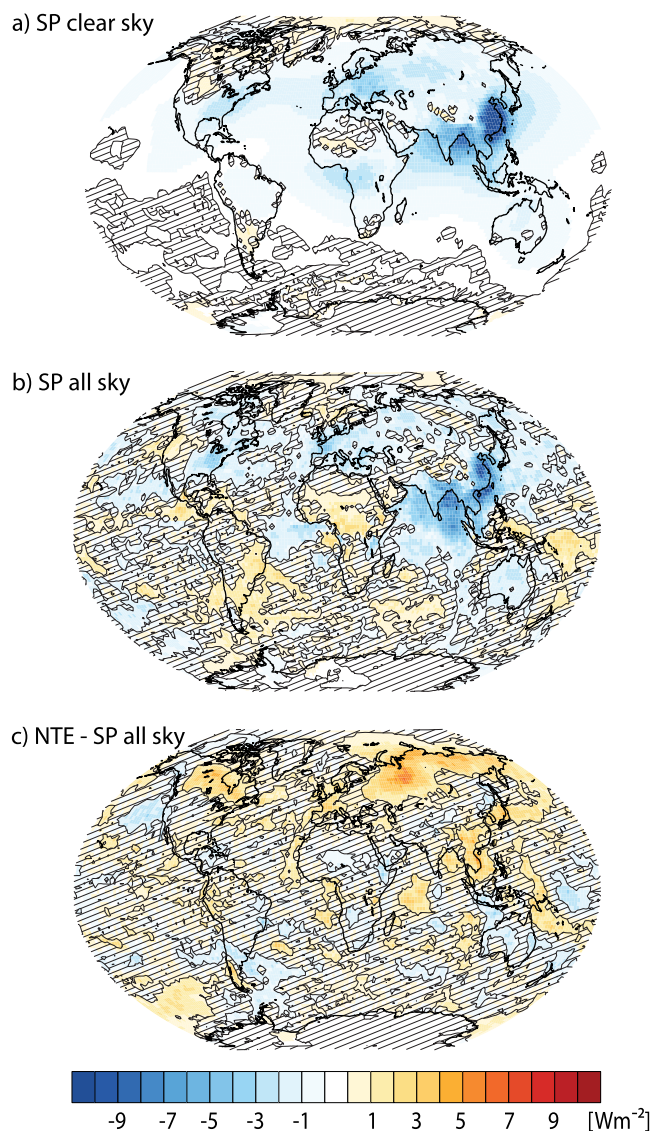 a) SP clear sky
b) SP all sky
c) NTE - SP all sky
-9 -7 -5 -3 -1 1 3 5 7 9 [Wm⁻²]